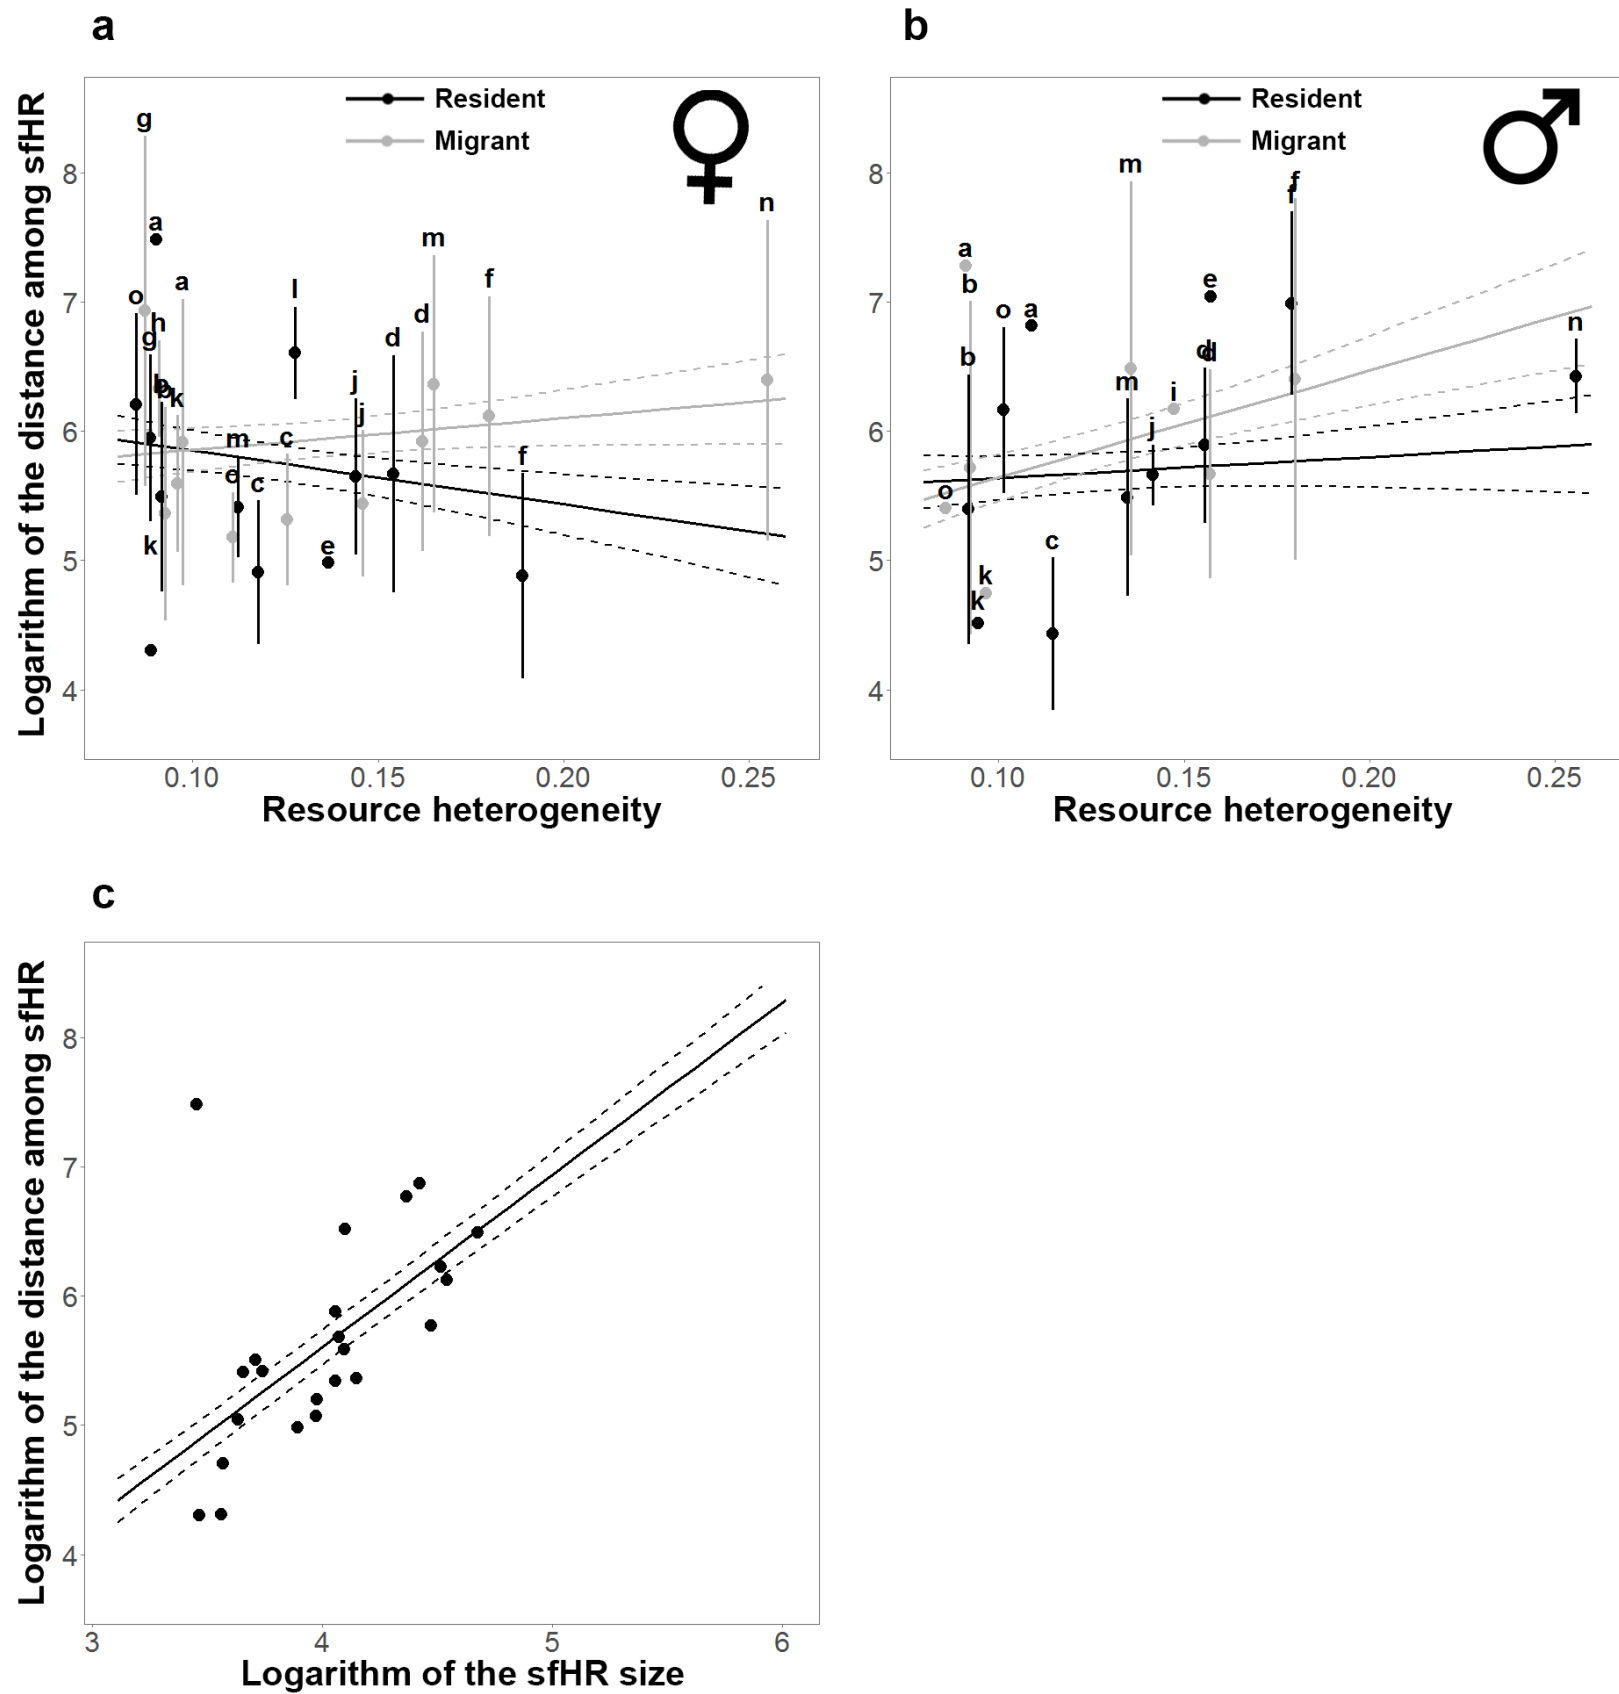 a
Logarithm of the distance among sfHR
8
7
6
5
4
Resident
Migrant
g
a
o
h
g
a
b
b
k
k
m
o
c
c
l
e
j
j
d
d
m
f
f
n
0.10
0.15
0.20
0.25
Resource heterogeneity
b
8
7
6
5
4
Resident
Migrant
a
b
o
a
b
o
k
k
c
m
m
j
i
e
d
d
f
f
n
0.10
0.15
0.20
0.25
Resource heterogeneity
c
Logarithm of the distance among sfHR
8
7
6
5
4
3
4
5
6
Logarithm of the sfHR size